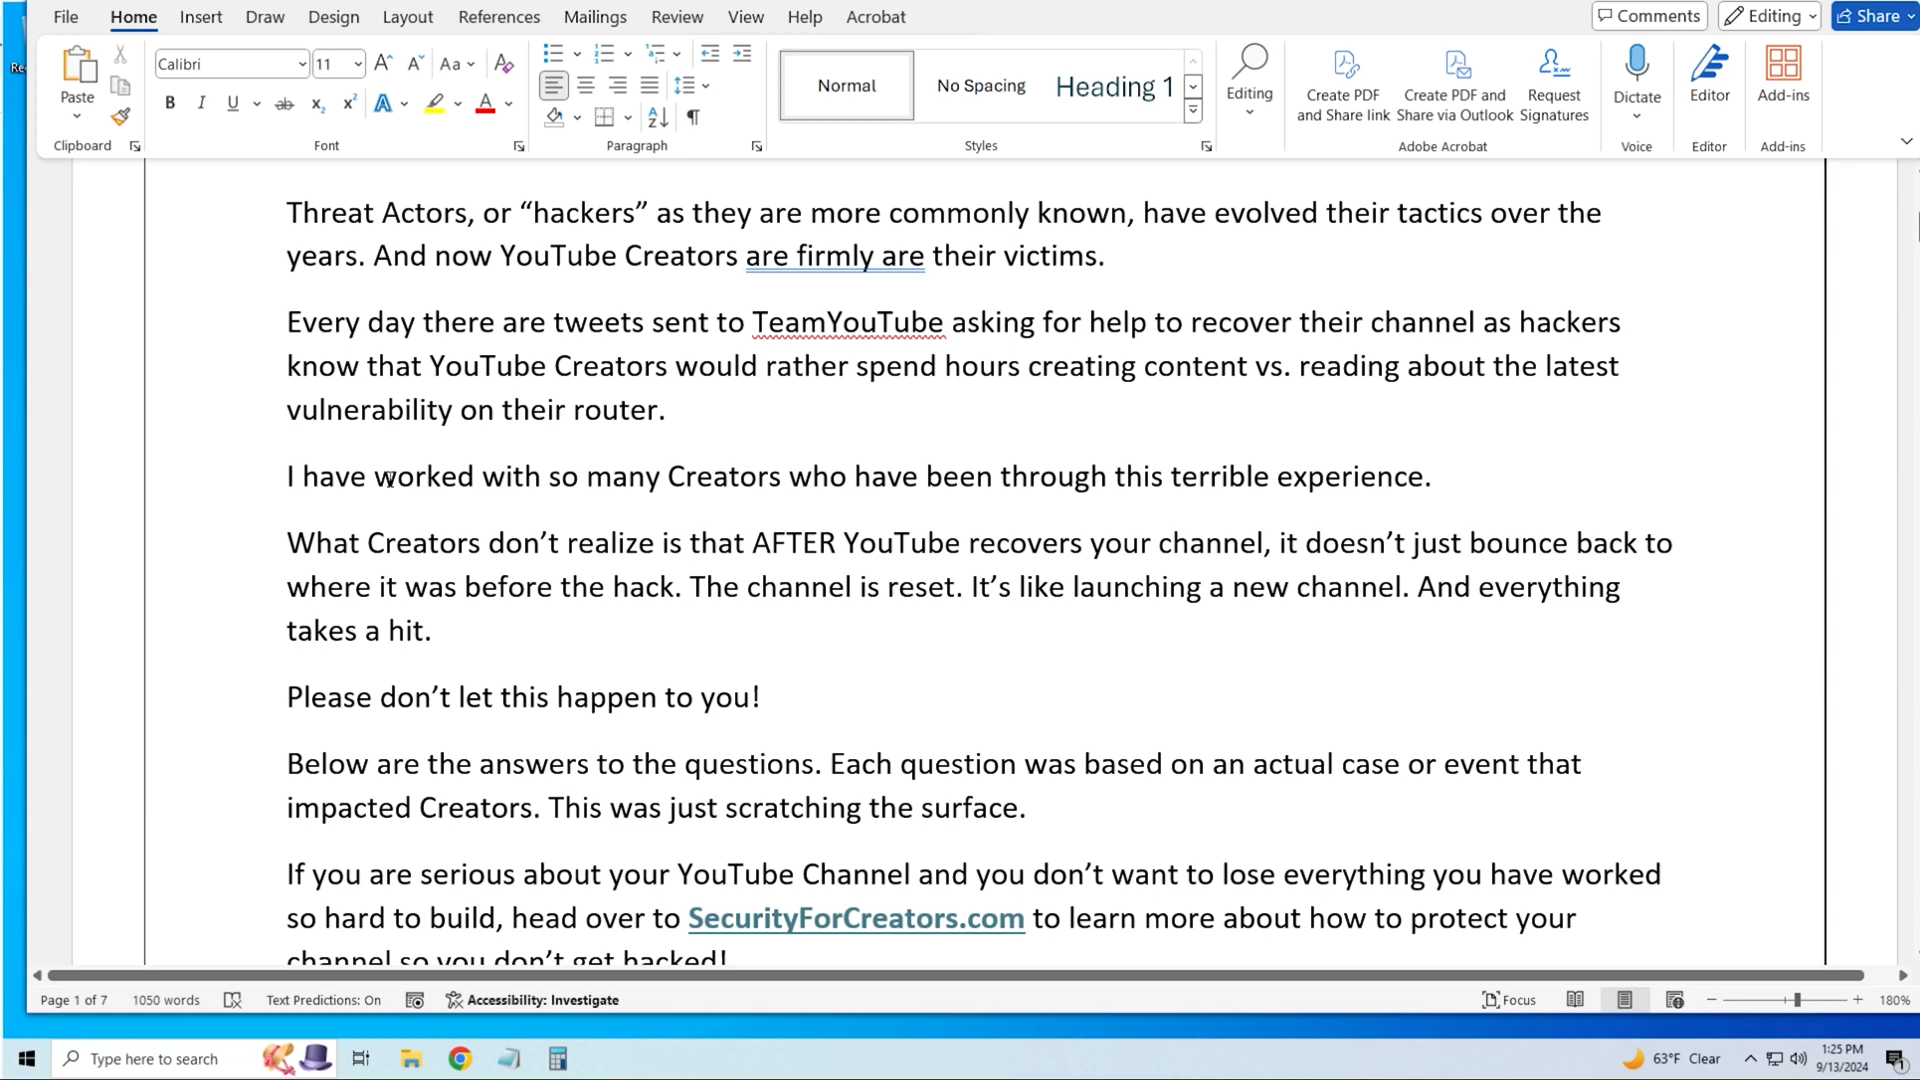 File Home Insert Draw Design Layout References Mailings Review View Help Acrobat Comments Editing Share
Calibri 11 Aa
Paste
B I U ab x₂ x² A A
Normal No Spacing Heading 1
Editing
Create PDF and Share link
Create PDF and Share via Outlook
Request Signatures
Dictate
Editor
Add-ins
Clipboard Font Paragraph Styles Adobe Acrobat Voice Editor Add-ins
Threat Actors, or “hackers” as they are more commonly known, have evolved their tactics over the
years. And now YouTube Creators are firmly are their victims.
Every day there are tweets sent to TeamYouTube asking for help to recover their channel as hackers
know that YouTube Creators would rather spend hours creating content vs. reading about the latest
vulnerability on their router.
I have worked with so many Creators who have been through this terrible experience.
What Creators don’t realize is that AFTER YouTube recovers your channel, it doesn’t just bounce back to
where it was before the hack. The channel is reset. It’s like launching a new channel. And everything
takes a hit.
Please don’t let this happen to you!
Below are the answers to the questions. Each question was based on an actual case or event that
impacted Creators. This was just scratching the surface.
If you are serious about your YouTube Channel and you don’t want to lose everything you have worked
so hard to build, head over to SecurityForCreators.com to learn more about how to protect your
channel so you don’t get hacked!
Page 1 of 7 1050 words Text Predictions: On Accessibility: Investigate Focus 180%
Type here to search 63°F Clear 1:25 PM
9/13/2024